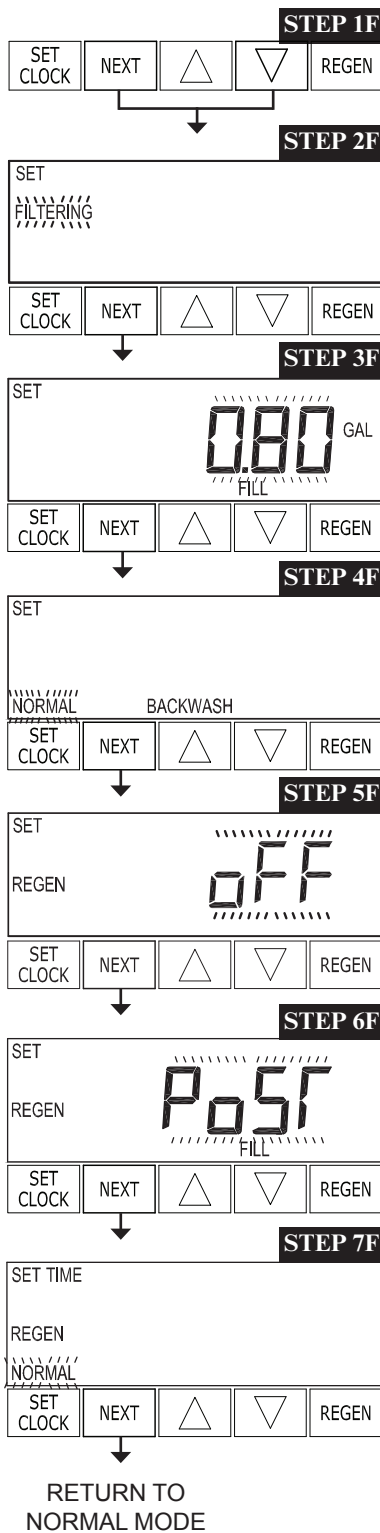 STEP 1F
SET CLOCK NEXT REGEN
STEP 2F
SET
FILTERING
SET CLOCK NEXT REGEN
STEP 3F
SET
0.80 GAL
FILL
SET CLOCK NEXT REGEN
STEP 4F
SET
NORMAL BACKWASH
SET CLOCK NEXT REGEN
STEP 5F
SET
REGEN oFF
SET CLOCK NEXT REGEN
STEP 6F
SET
REGEN PoST
FILL
SET CLOCK NEXT REGEN
STEP 7F
SET TIME
REGEN
NORMAL
SET CLOCK NEXT REGEN
RETURN TO
NORMAL MODE